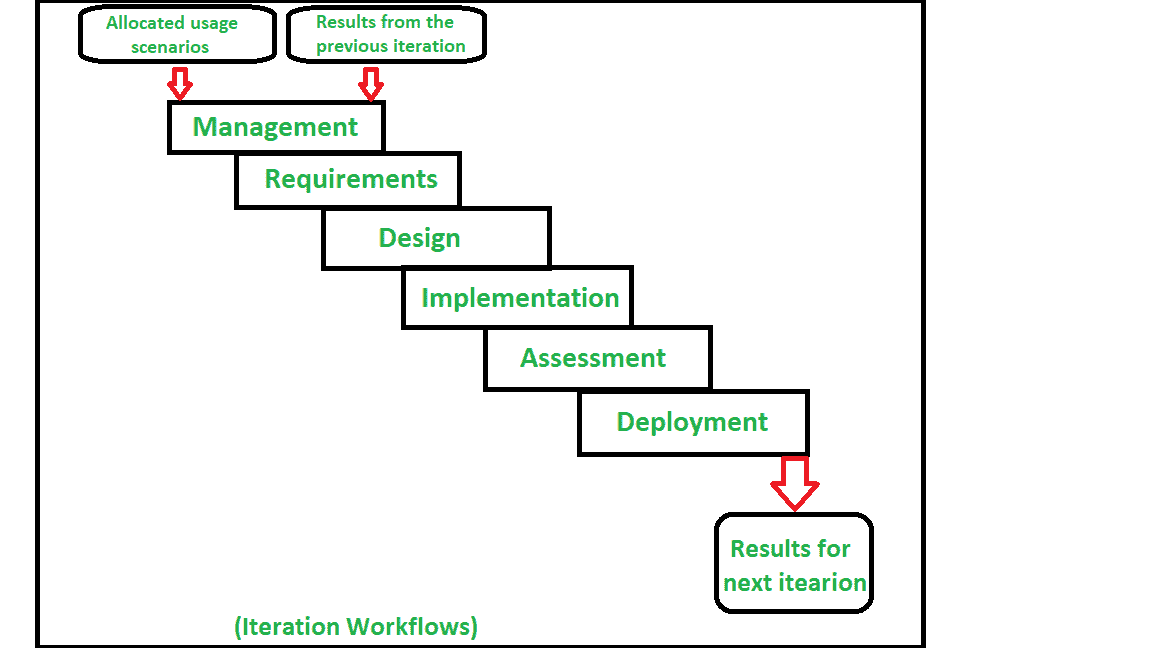 Allocated usage
scenarios
Results from the
previous iteration
Management
Requirements
Design
Implementation
Assessment
Deployment
Results for
next itearion
(Iteration Workflows)